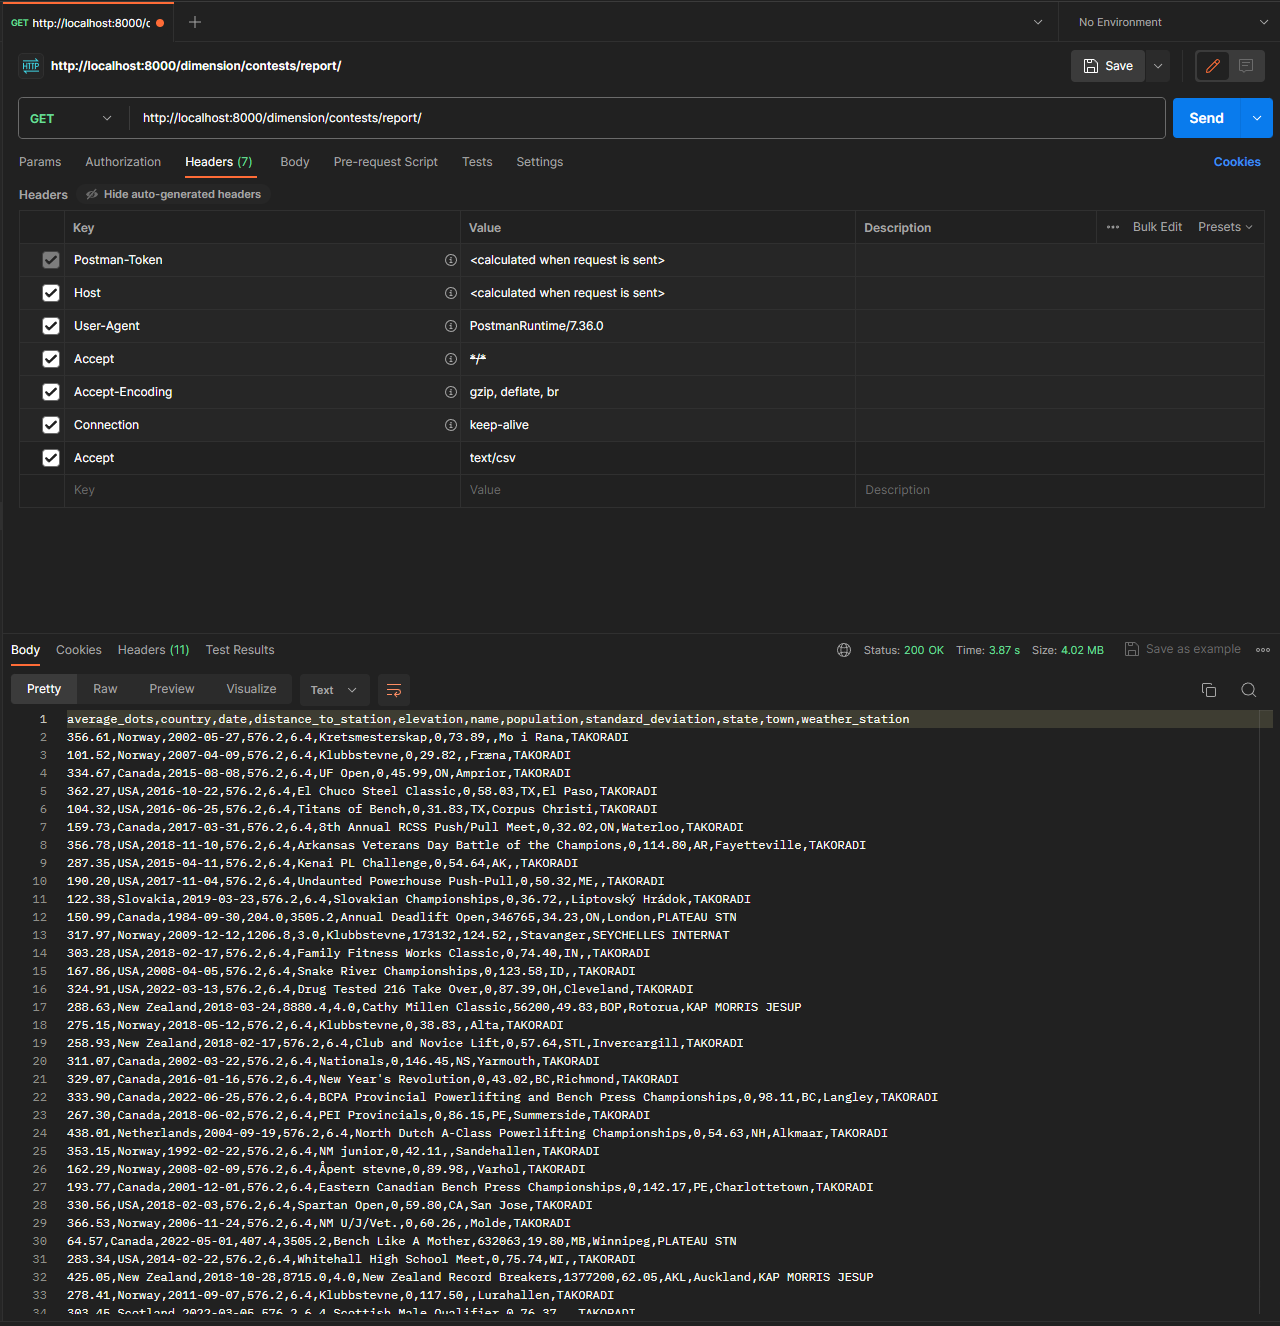 GET http://localhost:8000/c
No Environment
HTTP http://localhost:8000/dimension/contests/report/
Save
GET http://localhost:8000/dimension/contests/report/
Send
Params Authorization Headers (7) Body Pre-request Script Tests Settings Cookies
Headers Hide auto-generated headers
Key Value Description Bulk Edit Presets
Postman-Token <calculated when request is sent>
Host <calculated when request is sent>
User-Agent PostmanRuntime/7.36.0
Accept */*
Accept-Encoding gzip, deflate, br
Connection keep-alive
Accept text/csv
Key Value Description
Body Cookies Headers (11) Test Results Status: 200 OK Time: 3.87 s Size: 4.02 MB Save as example
Pretty Raw Preview Visualize Text
1 average_dots,country,date,distance_to_station,elevation,name,population,standard_deviation,state,town,weather_station
2 356.61,Norway,2002-05-27,576.2,6.4,Kretsmesterskap,0,73.89,,Mo i Rana,TAKORADI
3 101.52,Norway,2007-04-09,576.2,6.4,Klubbstevne,0,29.82,,Fræna,TAKORADI
4 334.67,Canada,2015-08-08,576.2,6.4,UF Open,0,45.99,ON,Amprior,TAKORADI
5 362.27,USA,2016-10-22,576.2,6.4,El Chuco Steel Classic,0,58.03,TX,El Paso,TAKORADI
6 104.32,USA,2016-06-25,576.2,6.4,Titans of Bench,0,31.83,TX,Corpus Christi,TAKORADI
7 159.73,Canada,2017-03-31,576.2,6.4,8th Annual RCSS Push/Pull Meet,0,32.02,ON,Waterloo,TAKORADI
8 356.78,USA,2018-11-10,576.2,6.4,Arkansas Veterans Day Battle of the Champions,0,114.80,AR,Fayetteville,TAKORADI
9 287.35,USA,2015-04-11,576.2,6.4,Kenai PL Challenge,0,54.64,AK,,TAKORADI
10 190.20,USA,2017-11-04,576.2,6.4,Undaunted Powerhouse Push-Pull,0,50.32,ME,,TAKORADI
11 122.38,Slovakia,2019-03-23,576.2,6.4,Slovakian Championships,0,36.72,,Liptovský Hrádok,TAKORADI
12 150.99,Canada,1984-09-30,204.0,3505.2,Annual Deadlift Open,346765,34.23,ON,London,PLATEAU STN
13 317.97,Norway,2009-12-12,1206.8,3.0,Klubbstevne,173132,124.52,,Stavanger,SEYCHELLES INTERNAT
14 303.28,USA,2018-02-17,576.2,6.4,Family Fitness Works Classic,0,74.40,IN,,TAKORADI
15 167.86,USA,2008-04-05,576.2,6.4,Snake River Championships,0,123.58,ID,,TAKORADI
16 324.91,USA,2022-03-13,576.2,6.4,Drug Tested 216 Take Over,0,87.39,OH,Cleveland,TAKORADI
17 288.63,New Zealand,2018-03-24,8880.4,4.0,Cathy Millen Classic,56200,49.83,BOP,Rotorua,KAP MORRIS JESUP
18 275.15,Norway,2018-05-12,576.2,6.4,Klubbstevne,0,38.83,,Alta,TAKORADI
19 258.93,New Zealand,2018-02-17,576.2,6.4,Club and Novice Lift,0,57.64,STL,Invercargill,TAKORADI
20 311.07,Canada,2002-03-22,576.2,6.4,Nationals,0,146.45,NS,Yarmouth,TAKORADI
21 329.07,Canada,2016-01-16,576.2,6.4,New Year's Revolution,0,43.02,BC,Richmond,TAKORADI
22 333.90,Canada,2022-06-25,576.2,6.4,BCPA Provincial Powerlifting and Bench Press Championships,0,98.11,BC,Langley,TAKORADI
23 267.30,Canada,2018-06-02,576.2,6.4,PEI Provincials,0,86.15,PE,Summerside,TAKORADI
24 438.01,Netherlands,2004-09-19,576.2,6.4,North Dutch A-Class Powerlifting Championships,0,54.63,NH,Alkmaar,TAKORADI
25 353.15,Norway,1992-02-22,576.2,6.4,NM junior,0,42.11,,Sandehallen,TAKORADI
26 162.29,Norway,2008-02-09,576.2,6.4,Åpent stevne,0,89.98,,Varhol,TAKORADI
27 193.77,Canada,2001-12-01,576.2,6.4,Eastern Canadian Bench Press Championships,0,142.17,PE,Charlottetown,TAKORADI
28 330.56,USA,2018-02-03,576.2,6.4,Spartan Open,0,59.80,CA,San Jose,TAKORADI
29 366.53,Norway,2006-11-24,576.2,6.4,NM U/J/Vet.,0,60.26,,Molde,TAKORADI
30 64.57,Canada,2022-05-01,407.4,3505.2,Bench Like A Mother,632063,19.80,MB,Winnipeg,PLATEAU STN
31 283.34,USA,2014-02-22,576.2,6.4,Whitehall High School Meet,0,75.74,WI,,TAKORADI
32 425.05,New Zealand,2018-10-28,8715.0,4.0,New Zealand Record Breakers,1377200,62.05,AKL,Auckland,KAP MORRIS JESUP
33 278.41,Norway,2011-09-07,576.2,6.4,Klubbstevne,0,117.50,,Lurahallen,TAKORADI
34 303.45,Scotland,2022-03-05,576.2,6.4,Scottish Male Qualifier,0,76.37,,,TAKORADI